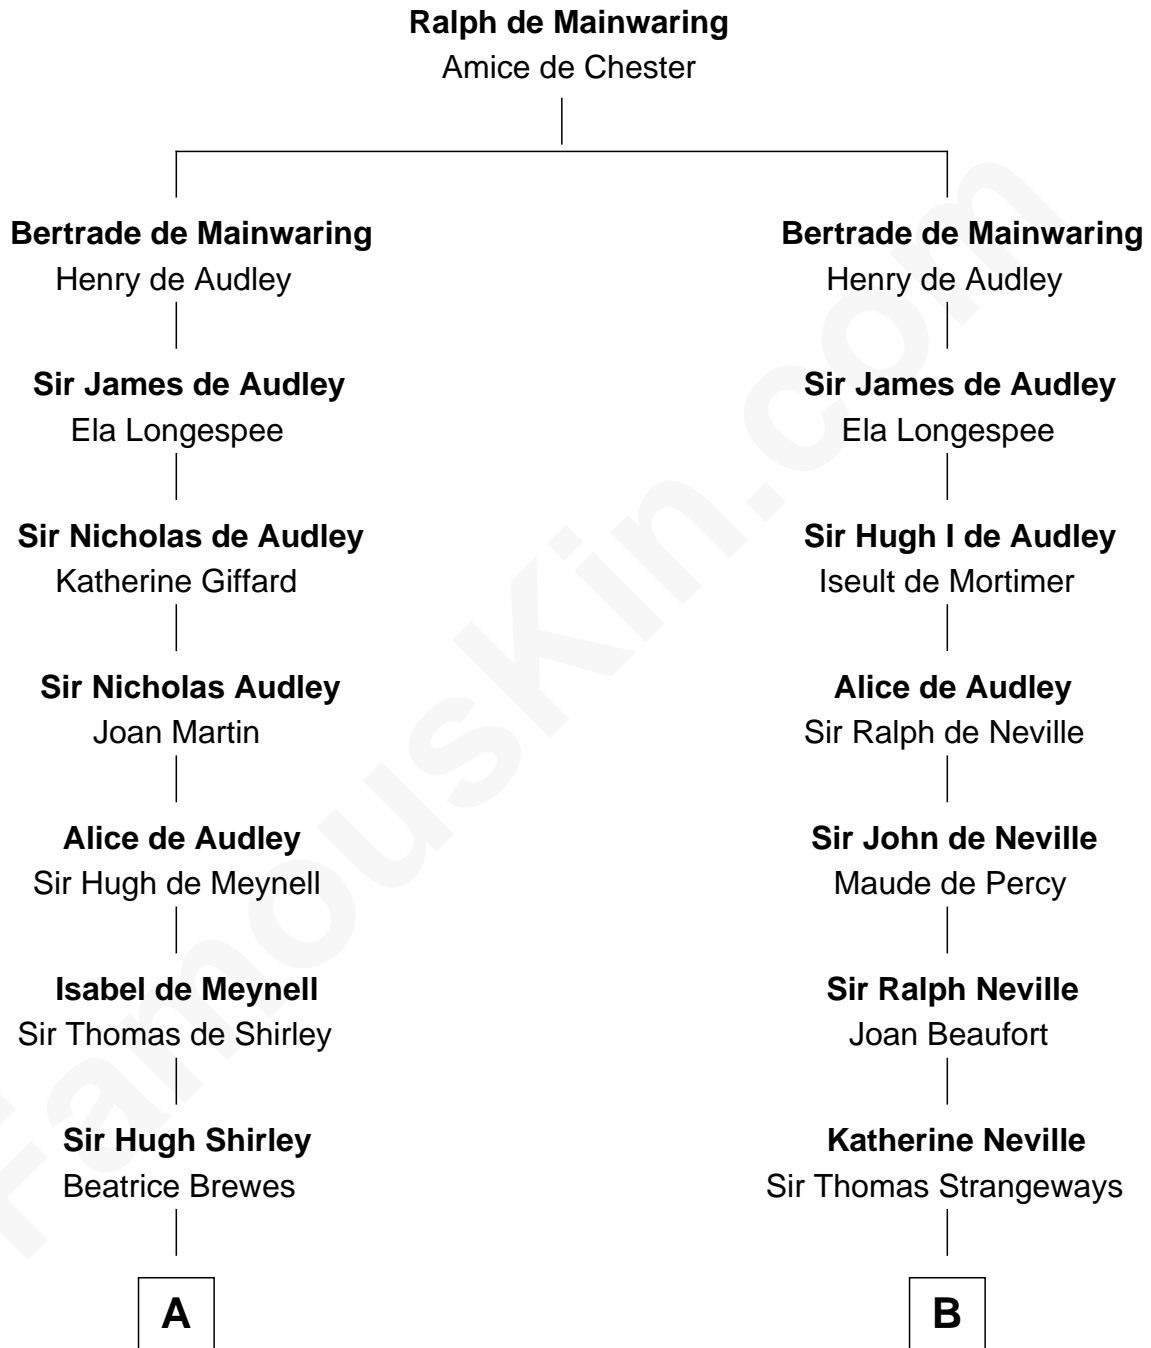 Ralph de Mainwaring
Amice de Chester
Bertrade de Mainwaring
Henry de Audley
Sir James de Audley
Ela Longespee
Sir Nicholas de Audley
Katherine Giffard
Sir Nicholas Audley
Joan Martin
Alice de Audley
Sir Hugh de Meynell
Isabel de Meynell
Sir Thomas de Shirley
Sir Hugh Shirley
Beatrice Brewes
A
Bertrade de Mainwaring
Henry de Audley
Sir James de Audley
Ela Longespee
Sir Hugh I de Audley
Iseult de Mortimer
Alice de Audley
Sir Ralph de Neville
Sir John de Neville
Maude de Percy
Sir Ralph Neville
Joan Beaufort
Katherine Neville
Sir Thomas Strangeways
B
FamousKin.com